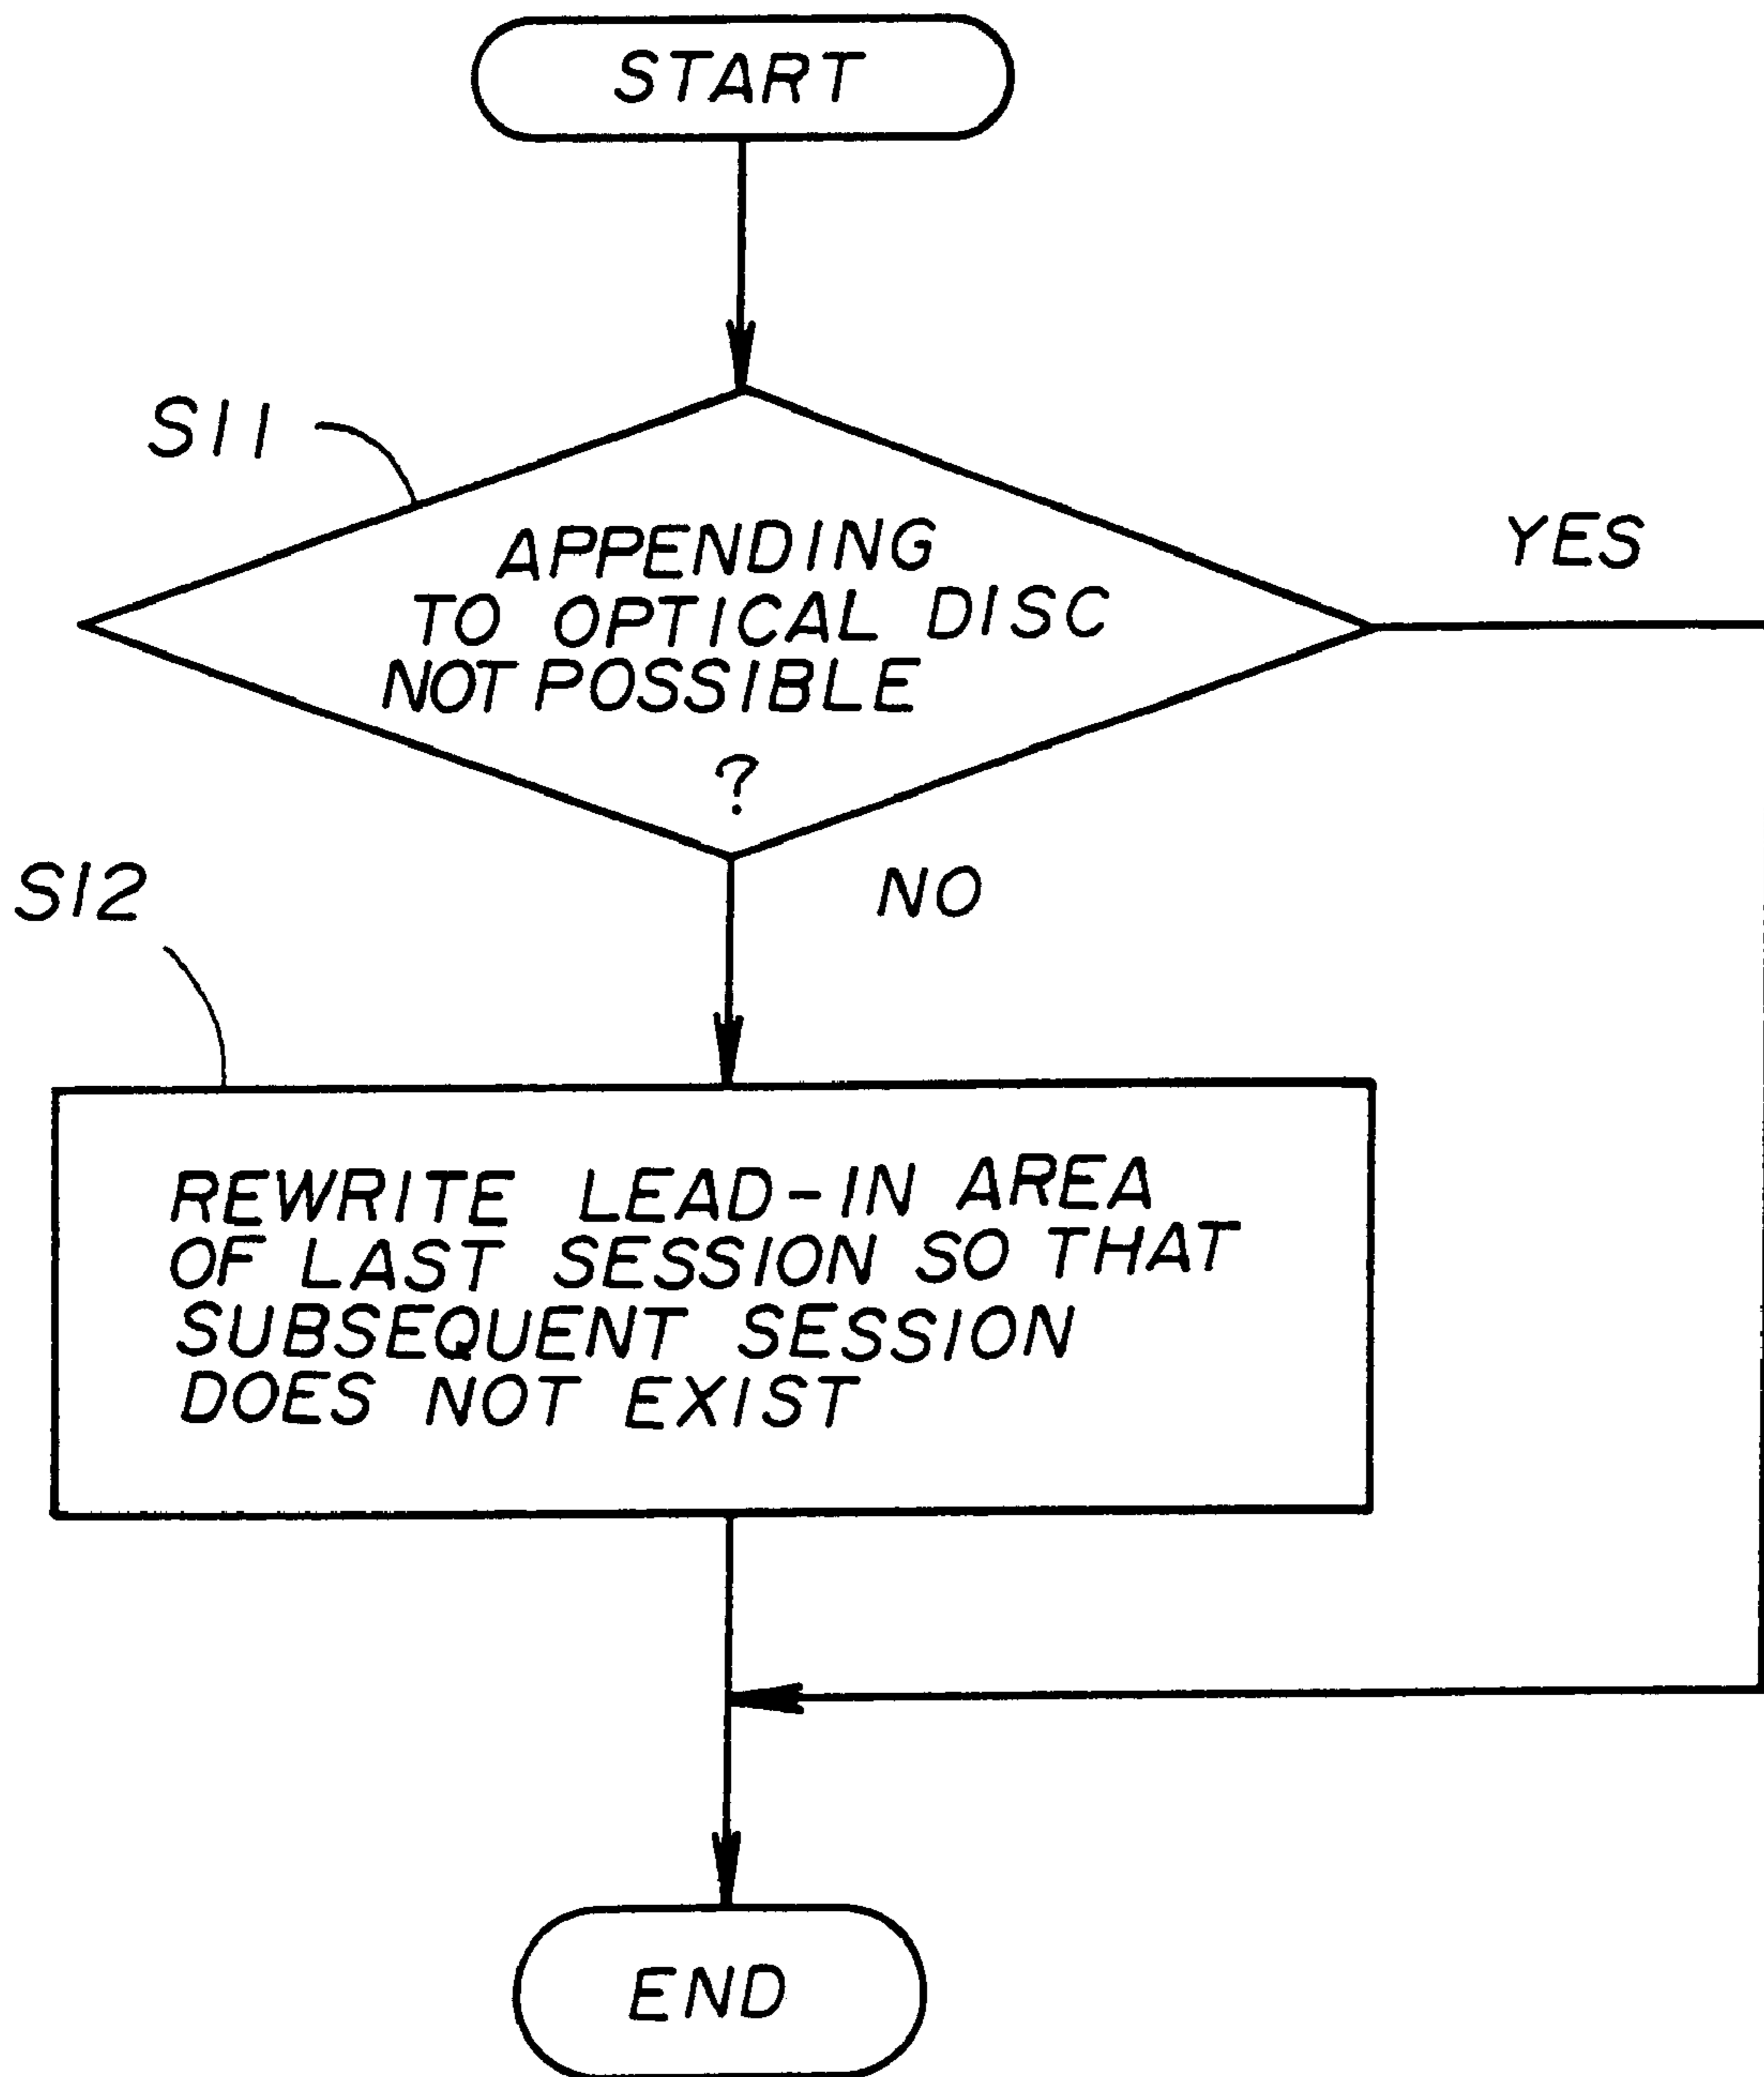 START
S11
APPENDING
TO OPTICAL DISC
NOT POSSIBLE
?
YES
NO
S12
REWRITE LEAD-IN AREA
OF LAST SESSION SO THAT
SUBSEQUENT SESSION
DOES NOT EXIST
END